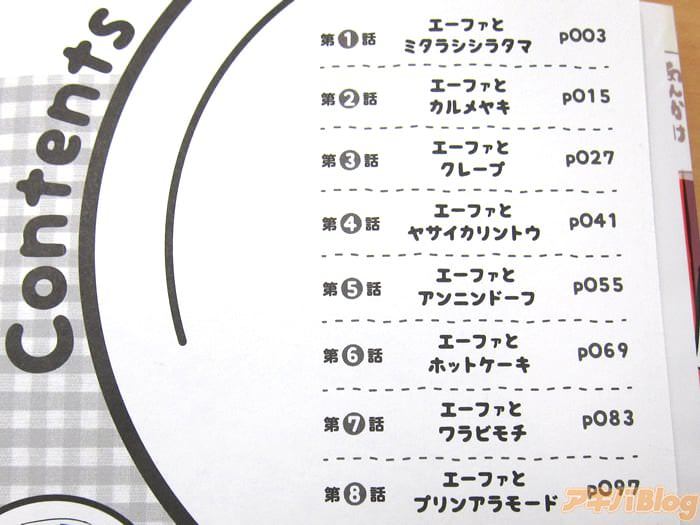 Contents
第1話 エーファと
ミタラシシラタマ p003
第2話 エーファと
カルメヤキ p015
第3話 エーファと
クレープ p027
第4話 エーファと
ヤサイカリントウ p041
第5話 エーファと
アンニンドーフ p055
第6話 エーファと
ホットケーキ p069
第7話 エーファと
ワラビモチ p083
第8話 エーファと
プリンアラモード p097
アキバBlog